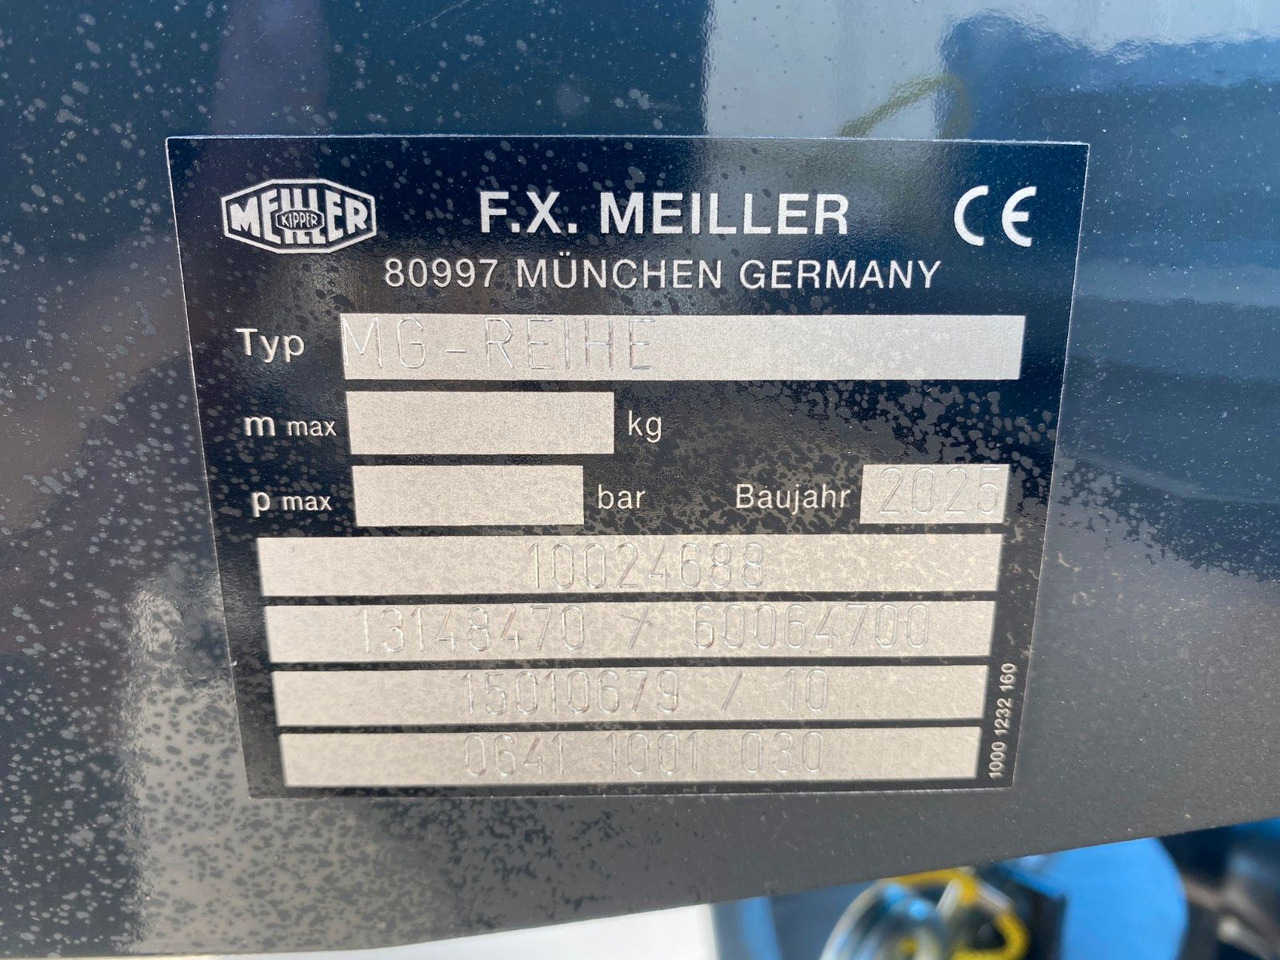 MEILLER
KIPPER
F.X. MEILLER
CE
80997 MÜNCHEN GERMANY
Typ MG-REIHE
m max kg
p max bar Baujahr 2025
10024688
13148470 / 60064700
15010679 / 10
0641 1001 030
1000 1232 160